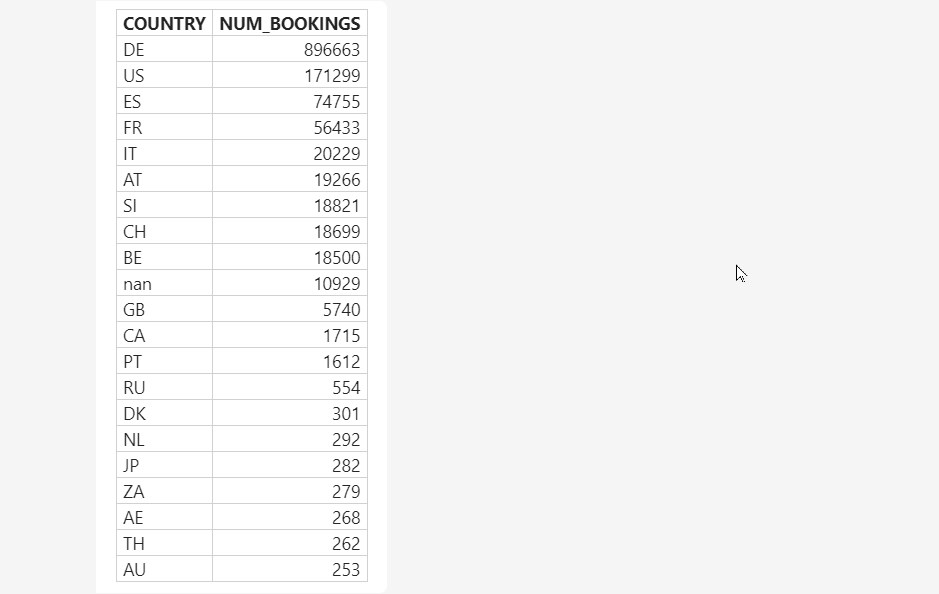 COUNTRY NUM_BOOKINGS
DE 896663
US 171299
ES 74755
FR 56433
IT 20229
AT 19266
SI 18821
CH 18699
BE 18500
nan 10929
GB 5740
CA 1715
PT 1612
RU 554
DK 301
NL 292
JP 282
ZA 279
AE 268
TH 262
AU 253